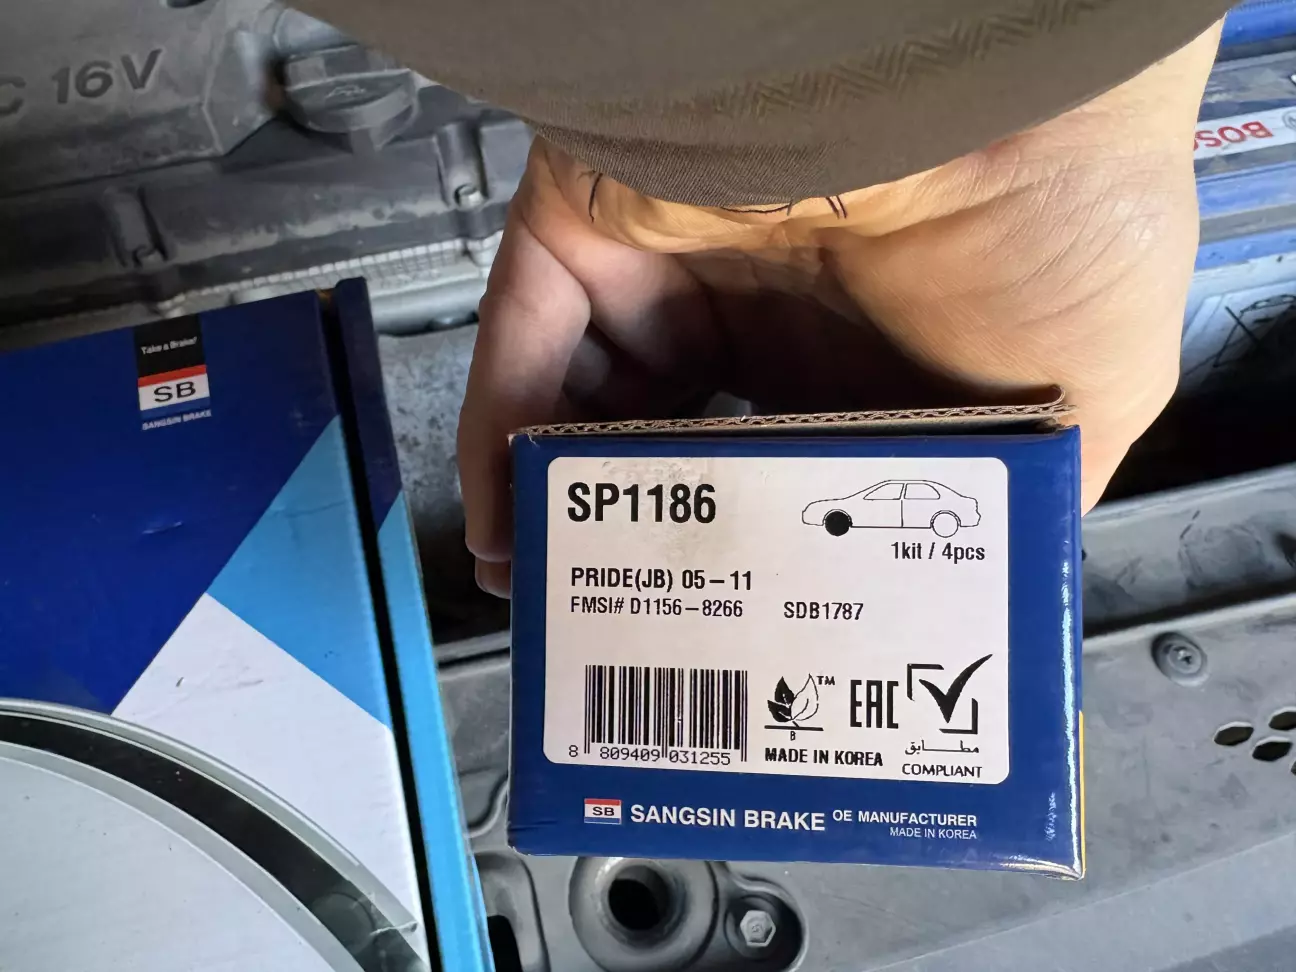 C 16V
BOSC
Take a Brake!
SB
SANGSIN BRAKE
SP1186
1kit / 4pcs
PRIDE(JB) 05-11
FMSI# D1156-8266 SDB1787
TM
B
EAC
8 809409 031255
MADE IN KOREA
مطابق
COMPLIANT
SB SANGSIN BRAKE OE MANUFACTURER
MADE IN KOREA